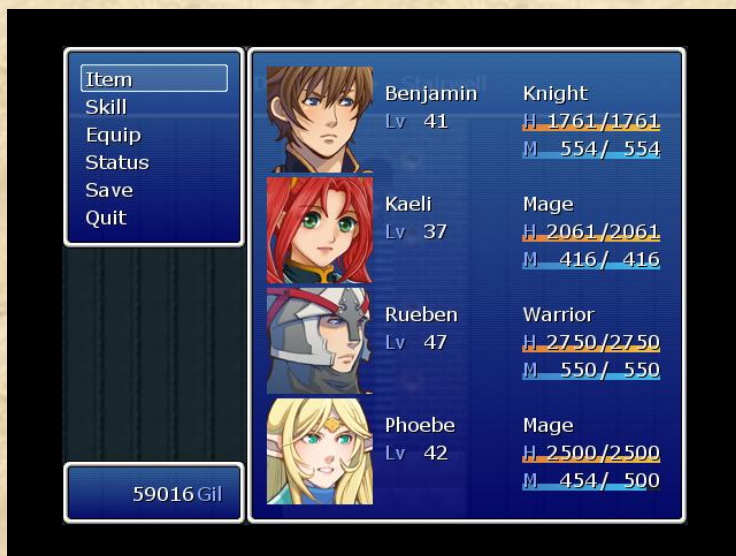 Item
Skill
Equip
Status
Save
Quit
59016 Gil
Stairwell
Benjamin Knight
Lv 41 H 1761/1761
M 554/ 554
Kaeli Mage
Lv 37 H 2061/2061
M 416/ 416
Rueben Warrior
Lv 47 H 2750/2750
M 550/ 550
Phoebe Mage
Lv 42 H 2500/2500
M 454/ 500